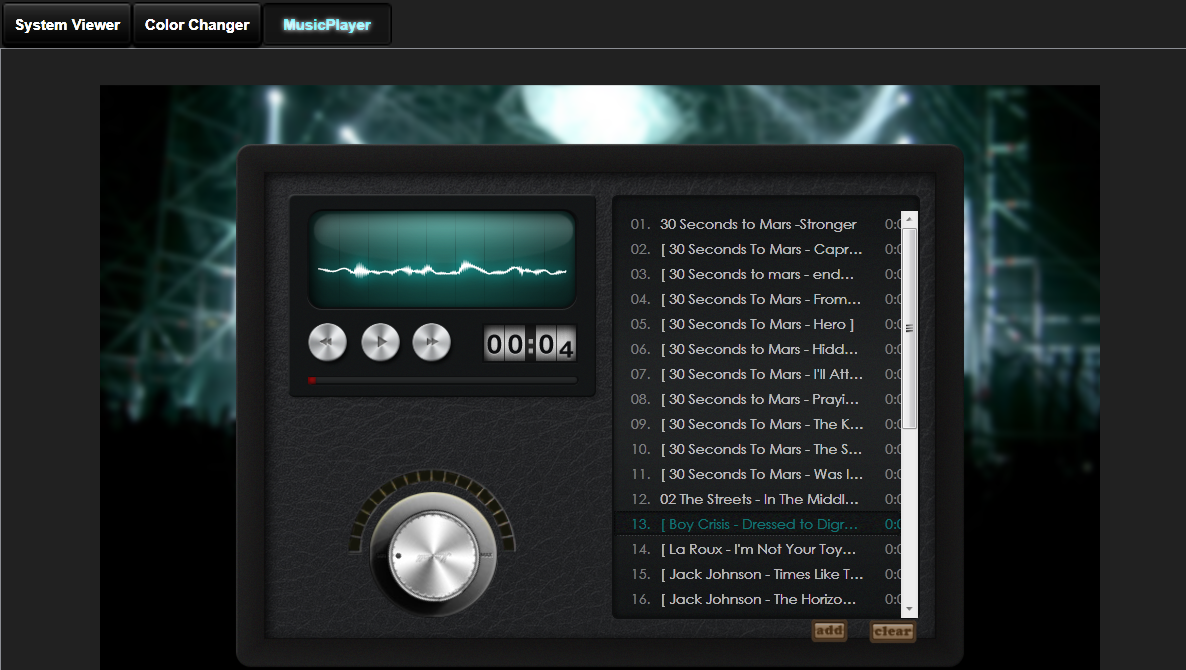 System Viewer
Color Changer
MusicPlayer
00:04
01. 30 Seconds to Mars -Stronger 0:0
02. [ 30 Seconds To Mars - Capr... 0:0
03. [ 30 Seconds to mars - end... 0:0
04. [ 30 Seconds To Mars - From... 0:0
05. [ 30 Seconds To Mars - Hero ] 0:0
06. [ 30 Seconds To Mars - Hidd... 0:0
07. [ 30 Seconds To Mars - I'll Att... 0:0
08. [ 30 Seconds to Mars - Prayi... 0:0
09. [ 30 Seconds To Mars - The K... 0:0
10. [ 30 Seconds To Mars - The S... 0:0
11. [ 30 Seconds To Mars - Was I... 0:0
12. 02 The Streets - In The Middl... 0:0
13. [ Boy Crisis - Dressed to Digr... 0:0
14. [ La Roux - I'm Not Your Toy... 0:0
15. [ Jack Johnson - Times Like T... 0:0
16. [ Jack Johnson - The Horizo... 0:0
add
clear